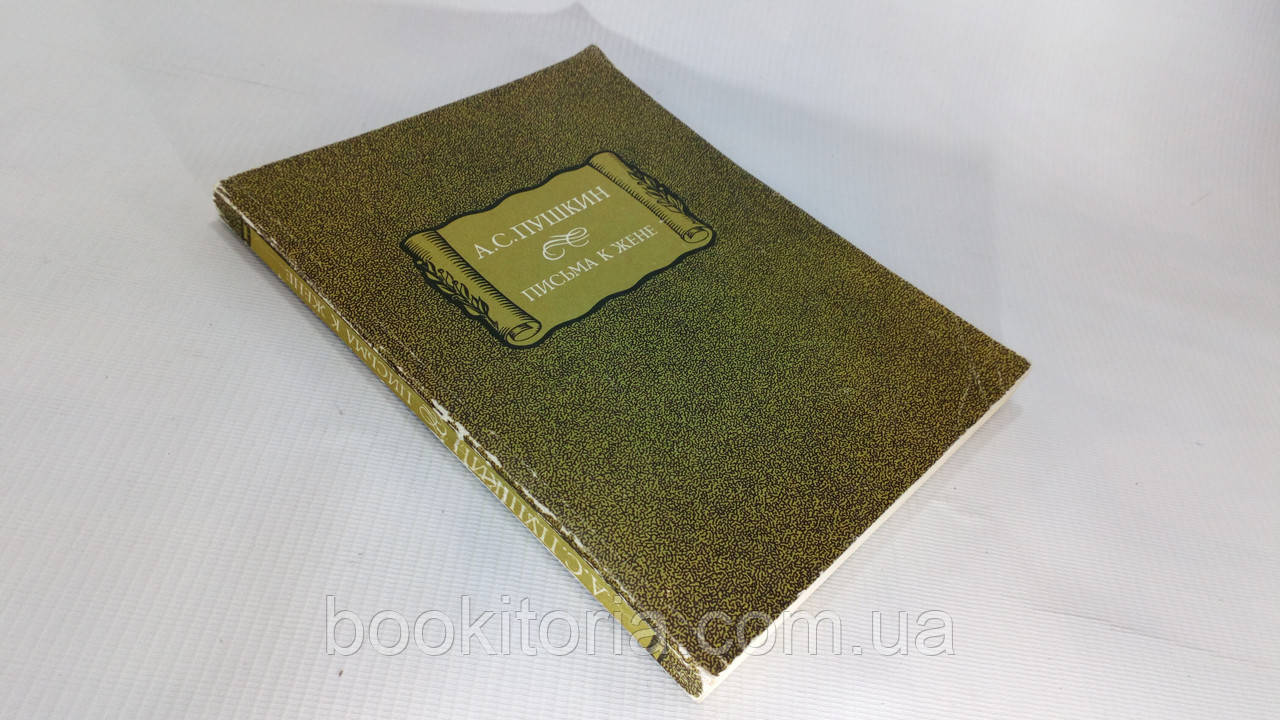 А.С.ПУШКИН
ПИСЬМА К ЖЕНЕ
А.С.ПУШКИН ПИСЬМА К ЖЕНЕ
bookitoria.com.ua